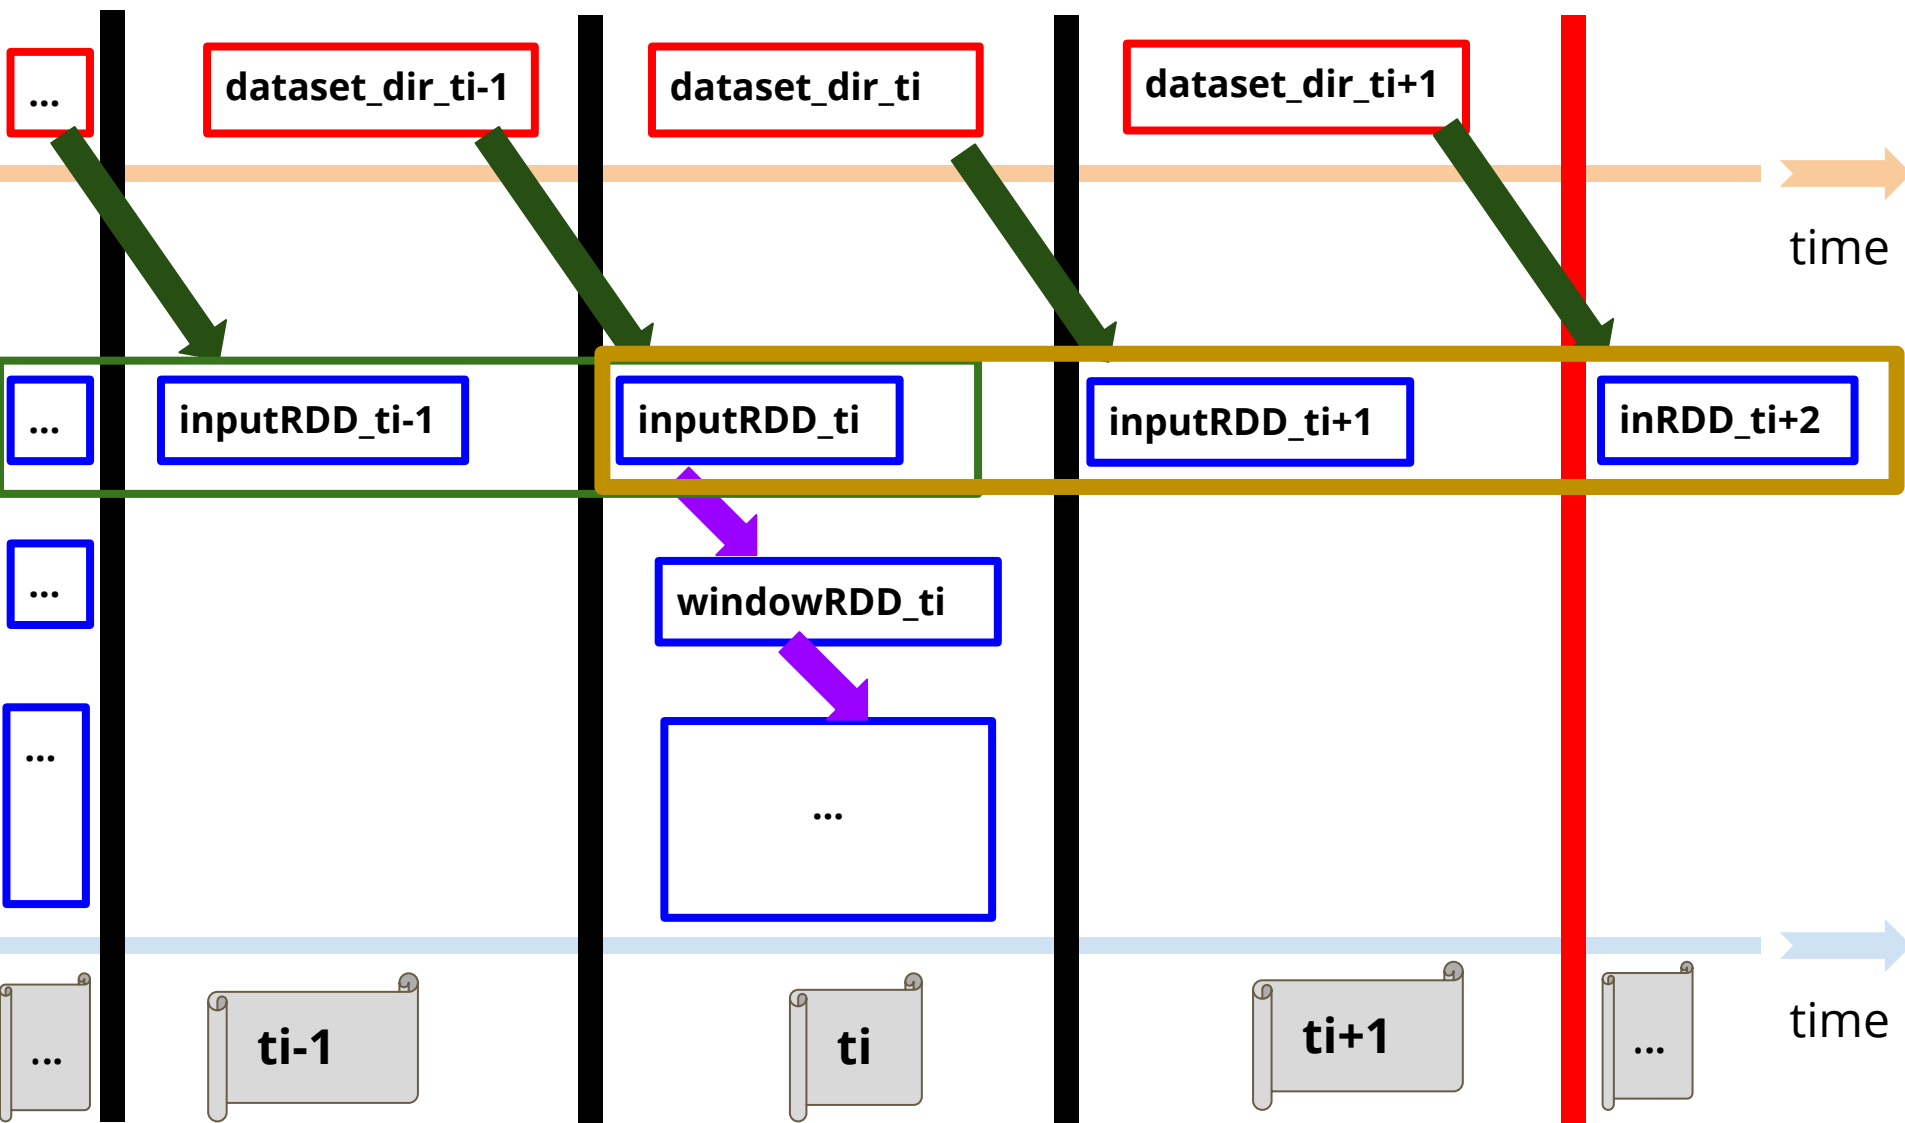 ...
dataset_dir_ti-1
dataset_dir_ti
dataset_dir_ti+1
time
...
inputRDD_ti-1
inputRDD_ti
inputRDD_ti+1
inRDD_ti+2
...
windowRDD_ti
...
...
...
ti-1
ti
ti+1
...
time